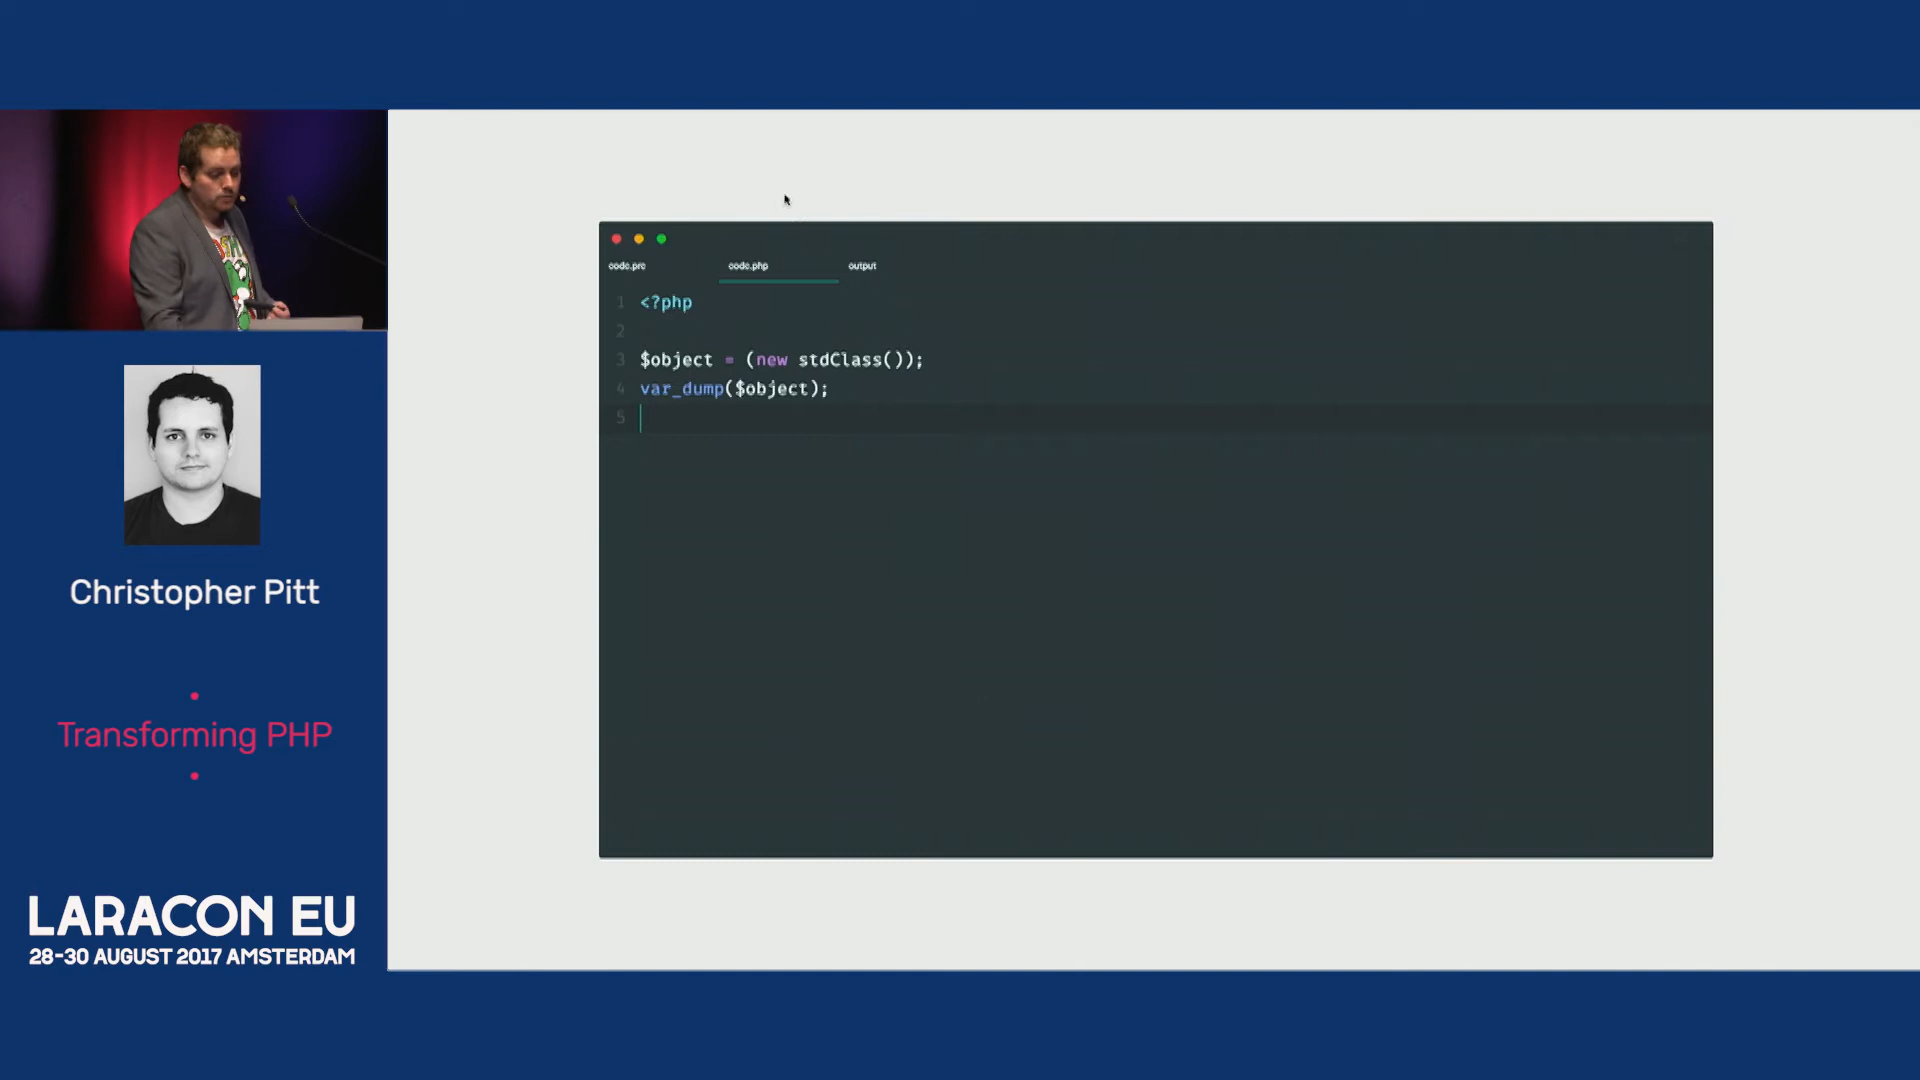 code.pre
code.php
output
1 <?php
2
3 $object = (new stdClass());
4 var_dump($object);
5
Christopher Pitt
Transforming PHP
LARACON EU
28-30 AUGUST 2017 AMSTERDAM